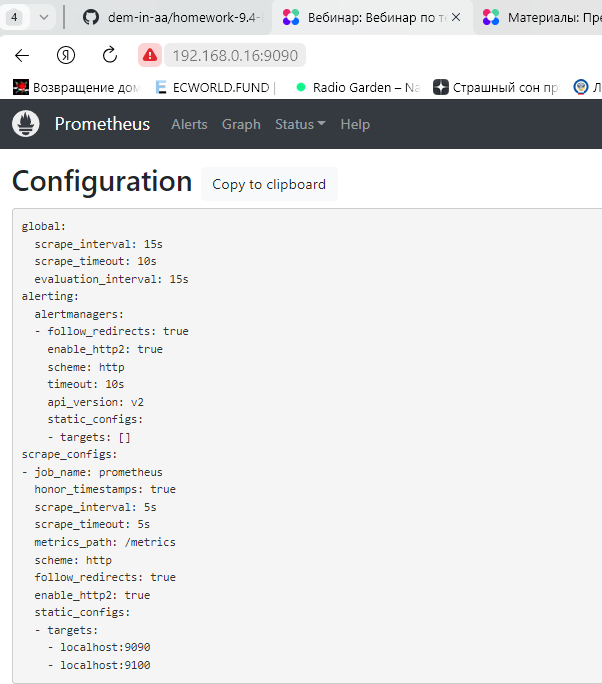 4
dem-in-aa/homework-9.4-
Вебинар: Вебинар по т
Материалы: Пре
192.168.0.16:9090
Возвращение дом
ECWORLD.FUND |
Radio Garden – Na
Страшный сон пр
Л
Prometheus
Alerts
Graph
Status
Help
Configuration
Copy to clipboard
global:
  scrape_interval: 15s
  scrape_timeout: 10s
  evaluation_interval: 15s
alerting:
  alertmanagers:
  - follow_redirects: true
    enable_http2: true
    scheme: http
    timeout: 10s
    api_version: v2
    static_configs:
    - targets: []
scrape_configs:
- job_name: prometheus
  honor_timestamps: true
  scrape_interval: 5s
  scrape_timeout: 5s
  metrics_path: /metrics
  scheme: http
  follow_redirects: true
  enable_http2: true
  static_configs:
  - targets:
    - localhost:9090
    - localhost:9100